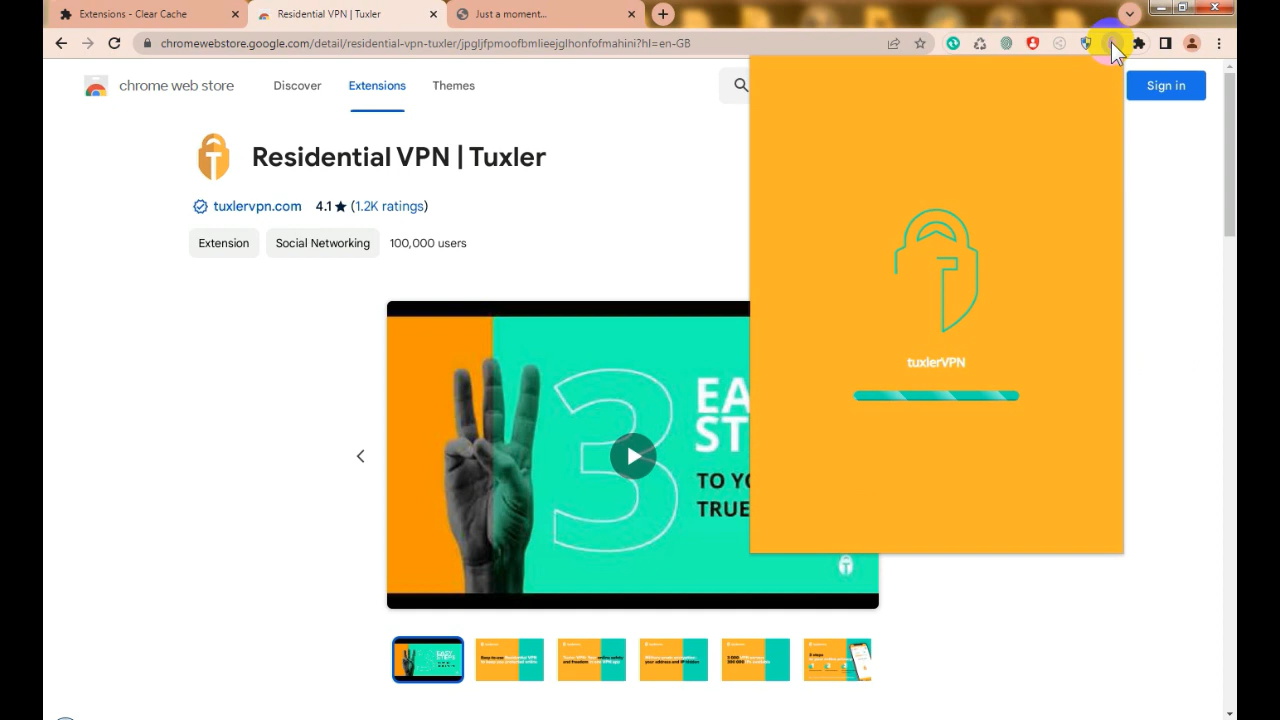 Extensions - Clear Cache
Residential VPN | Tuxler
Just a moment...
chromewebstore.google.com/detail/residential-vpn-tuxler/jpgljfpmoofbmlieejglhonfofmahini?hl=en-GB
chrome web store
Discover
Extensions
Themes
Sign in
Residential VPN | Tuxler
tuxlervpn.com 4.1★ (1.2K ratings)
Extension
Social Networking
100,000 users
tuxlerVPN
3
EA
ST
TO YO
TRUE